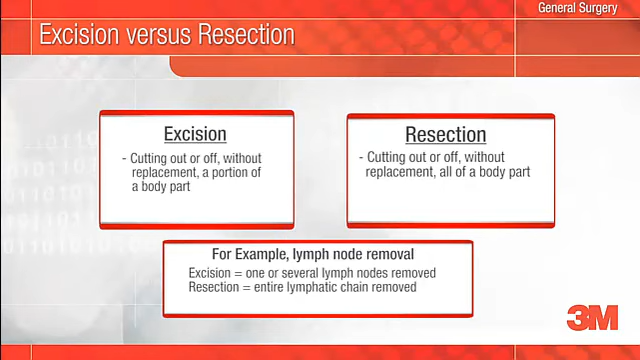 General Surgery
Excision versus Resection
Excision
- Cutting out or off, without
replacement, a portion of
a body part
Resection
- Cutting out or off, without
replacement, all of a body part
For Example, lymph node removal
Excision = one or several lymph nodes removed
Resection = entire lymphatic chain removed
3M